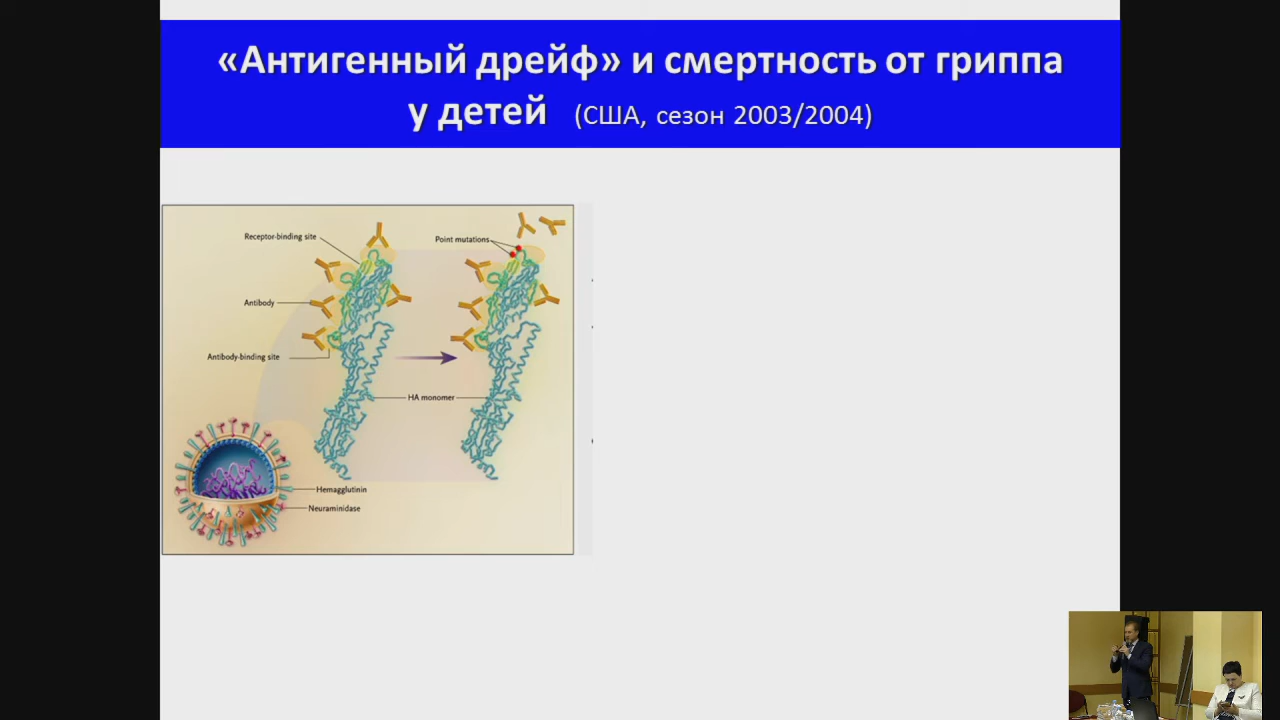 «Антигенный дрейф» и смертность от гриппа
у детей (США, сезон 2003/2004)
Receptor-binding site
Point mutations
Antibody
Antibody-binding site
HA monomer
Hemagglutinin
Neuraminidase